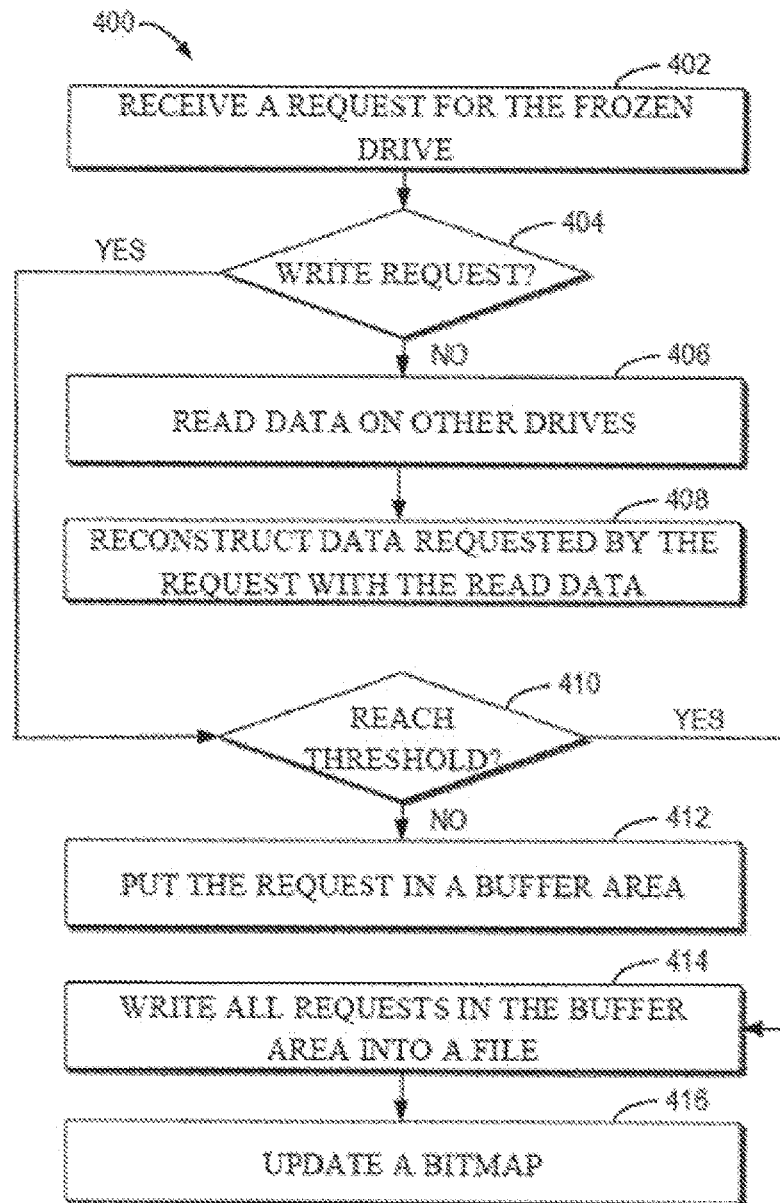 400
402
RECEIVE A REQUEST FOR THE FROZEN
DRIVE
404
YES
WRITE REQUEST?
NO
406
READ DATA ON OTHER DRIVES
408
RECONSTRUCT DATA REQUESTED BY THE
REQUEST WITH THE READ DATA
410
REACH
THRESHOLD?
YES
NO
412
PUT THE REQUEST IN A BUFFER AREA
414
WRITE ALL REQUESTS IN THE BUFFER
AREA INTO A FILE
416
UPDATE A BITMAP